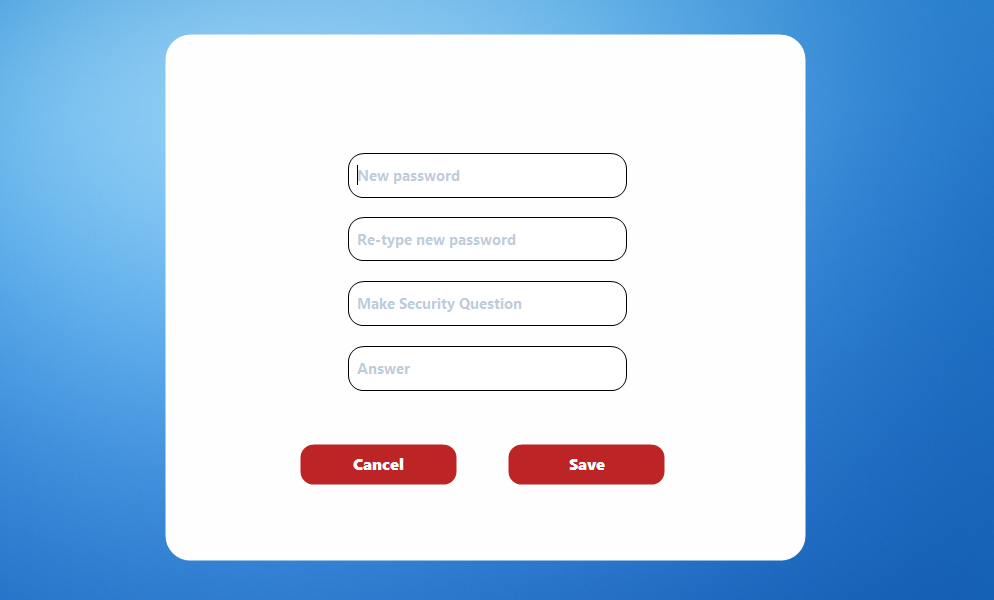 New password
Re-type new password
Make Security Question
Answer
Cancel
Save